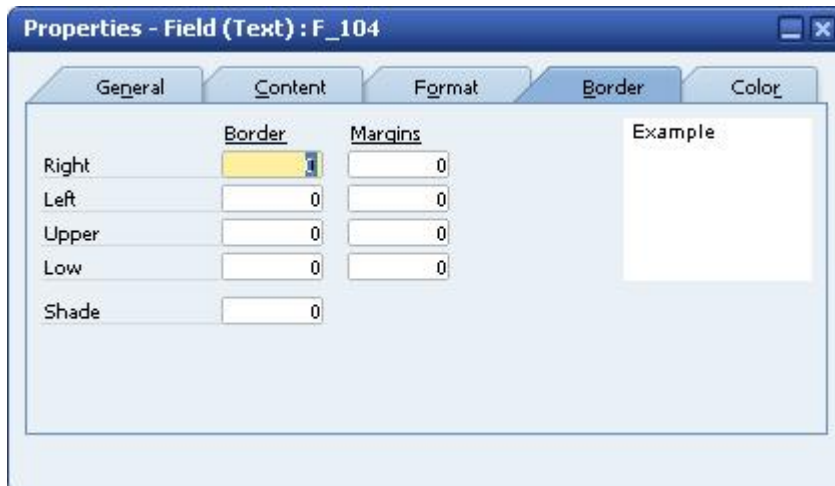 Properties - Field (Text) : F_104
General Content Format Border Color
Border Margins Example
Right 0 0
Left 0 0
Upper 0 0
Low 0 0
Shade 0